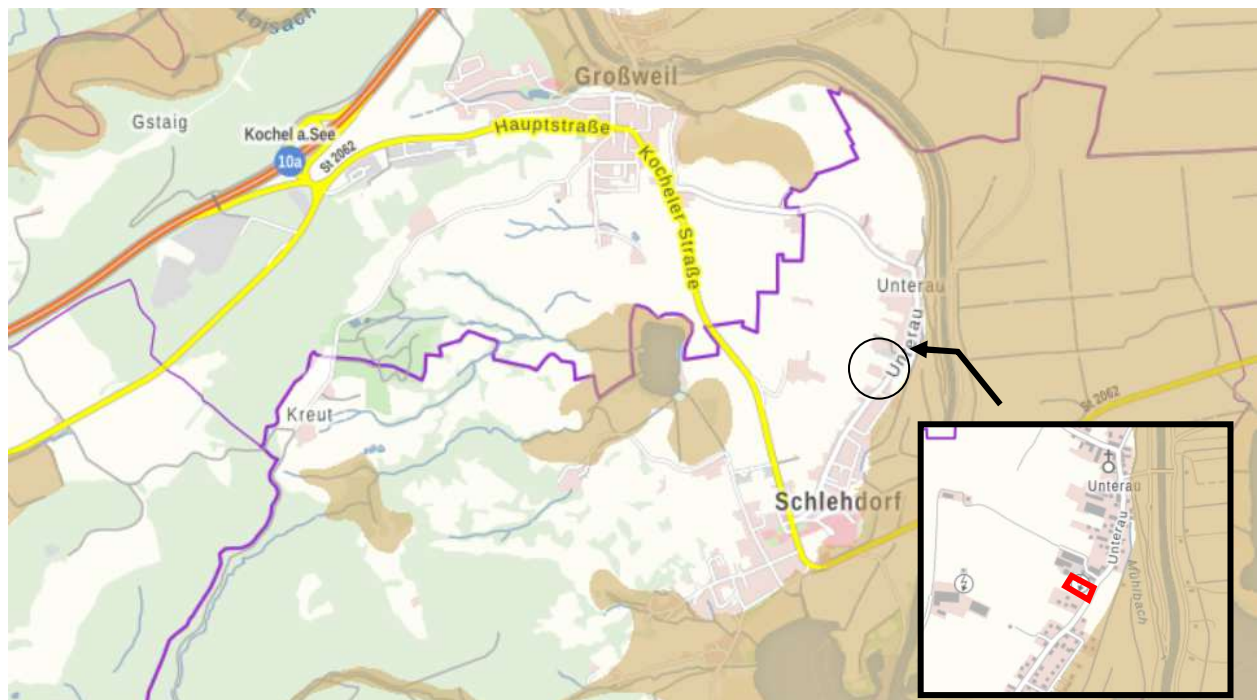 Loisach
Großweil
Gstaig
Hauptstraße
Kochel a.See
10a
St 2062
Kocheler Straße
Unterau
Unterau
St 2062
Kreut
Schlehdorf
Unterau
Unterau
Mühlbach